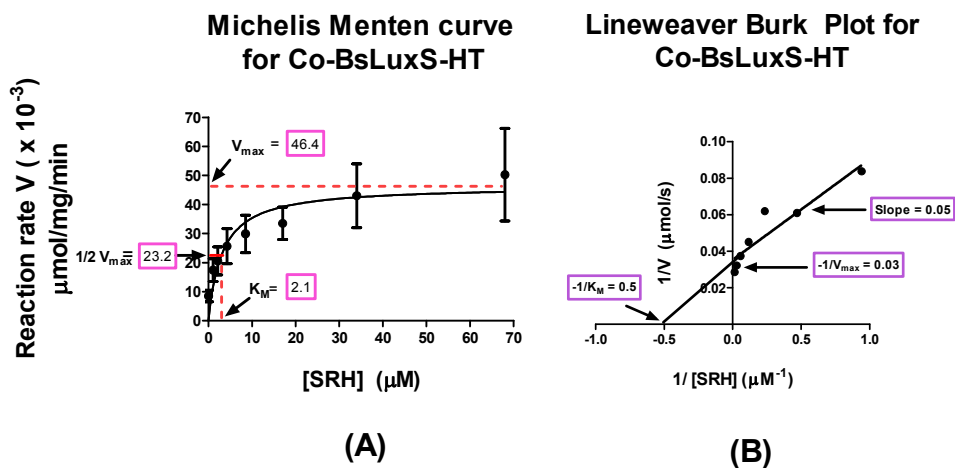 Michelis Menten curve
for Co-BsLuxS-HT
Reaction rate V ( x 10-3)
μmol/mg/min
70
60
50
40
30
20
10
0
Vmax = 46.4
1/2 Vmax= 23.2
KM= 2.1
0 10 20 30 40 50 60 70
[SRH] (μM)
(A)
Lineweaver Burk Plot for
Co-BsLuxS-HT
1/V (μmol/s)
0.10
0.08
0.06
0.04
0.02
Slope = 0.05
-1/Vmax = 0.03
-1/KM = 0.5
-1.0 -0.5 0.0 0.5 1.0
1/ [SRH] (μM-1)
(B)